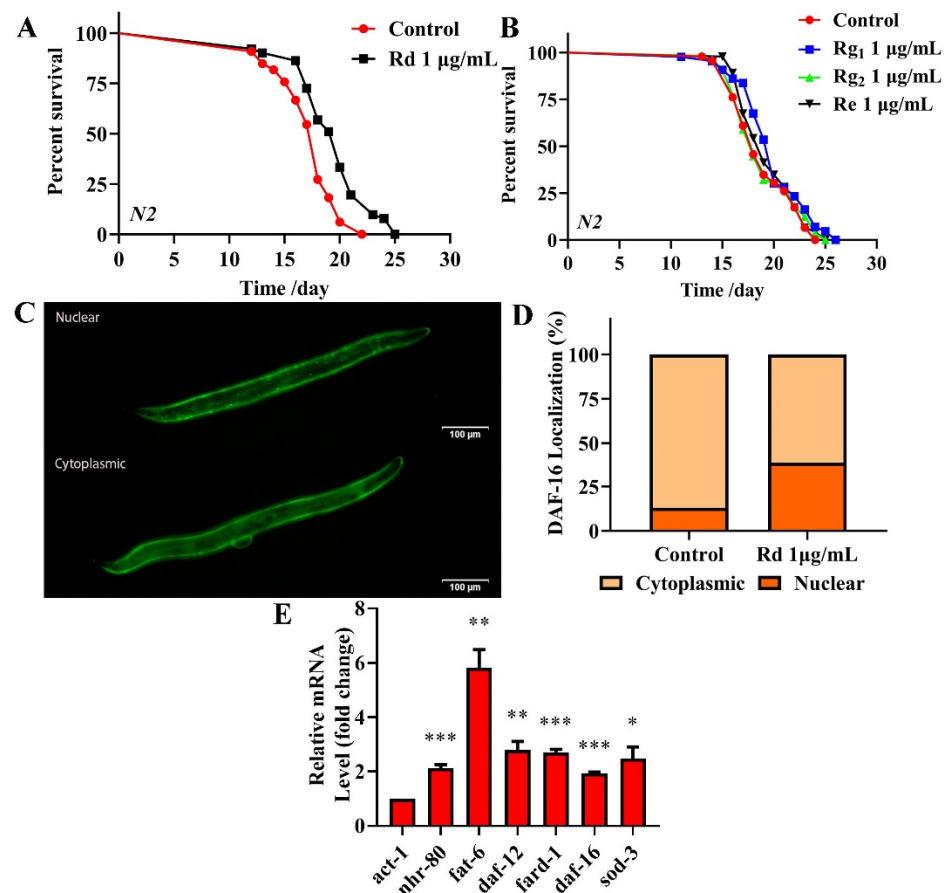 A
Percent survival
100
75
50
25
0
0 5 10 15 20 25 30
Time /day
N2
Control
Rd 1 μg/mL
B
Percent survival
100
75
50
25
0
0 5 10 15 20 25 30
Time /day
N2
Control
Rg1 1 μg/mL
Rg2 1 μg/mL
Re 1 μg/mL
C
Nuclear
100 μm
Cytoplasmic
100 μm
D
DAF-16 Localization (%)
100
75
50
25
0
Control Rd 1μg/mL
Cytoplasmic Nuclear
E
Relative mRNA
Level (fold change)
8
6
4
2
0
***
**
**
***
***
*
act-1 nhr-80 fat-6 daf-12 fard-1 daf-16 sod-3